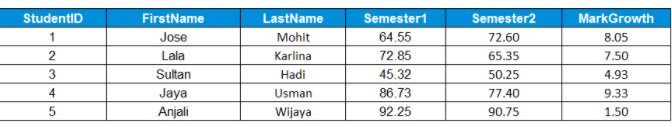 StudentID FirstName LastName Semester1 Semester2 MarkGrowth
1 Jose Mohit 64.55 72.60 8.05
2 Lala Karlina 72.85 65.35 7.50
3 Sultan Hadi 45.32 50.25 4.93
4 Jaya Usman 86.73 77.40 9.33
5 Anjali Wijaya 92.25 90.75 1.50